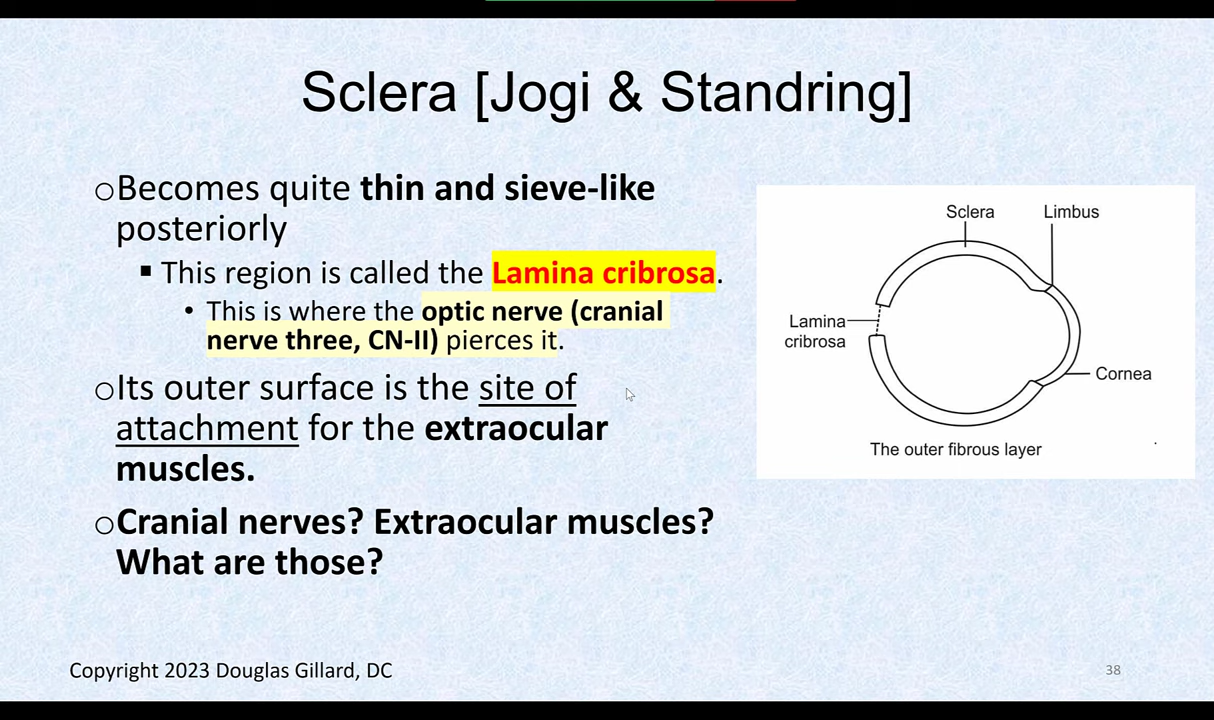 Sclera [Jogi & Standring]
○Becomes quite thin and sieve-like
posteriorly
▪ This region is called the Lamina cribrosa.
• This is where the optic nerve (cranial
nerve three, CN-II) pierces it.
○Its outer surface is the site of
attachment for the extraocular
muscles.
○Cranial nerves? Extraocular muscles?
What are those?
Sclera
Limbus
Lamina
cribrosa
Cornea
The outer fibrous layer
Copyright 2023 Douglas Gillard, DC
38